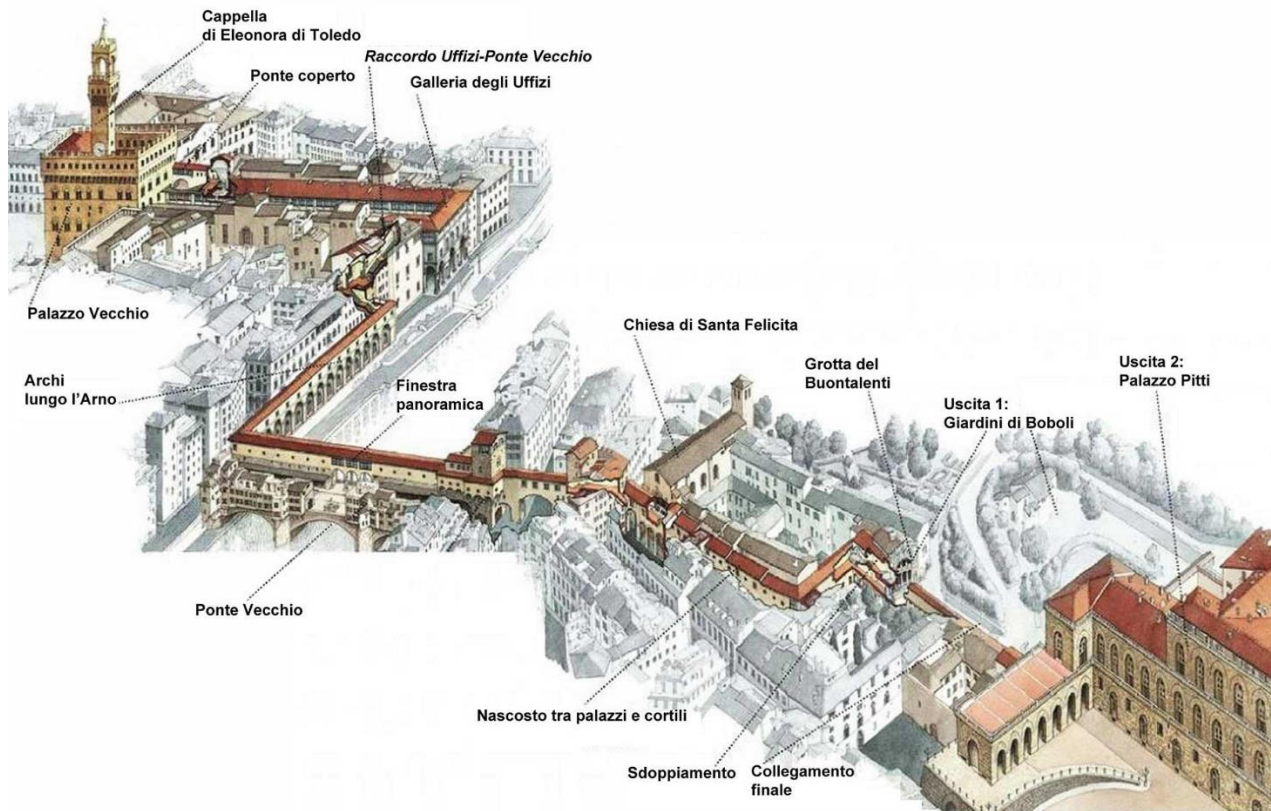 Cappella
di Eleonora di Toledo
Raccordo Uffizi-Ponte Vecchio
Ponte coperto
Galleria degli Uffizi
Palazzo Vecchio
Archi
lungo l'Arno
Finestra
panoramica
Chiesa di Santa Felicita
Grotta del
Buontalenti
Uscita 1:
Giardini di Boboli
Uscita 2:
Palazzo Pitti
Ponte Vecchio
Nascosto tra palazzi e cortili
Sdoppiamento
Collegamento
finale